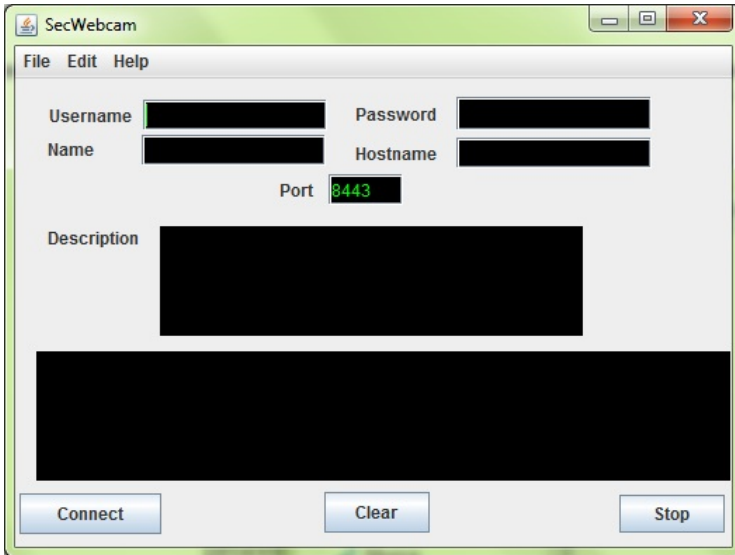 SecWebcam
File Edit Help
Username Password
Name Hostname
Port 8443
Description
Connect Clear Stop